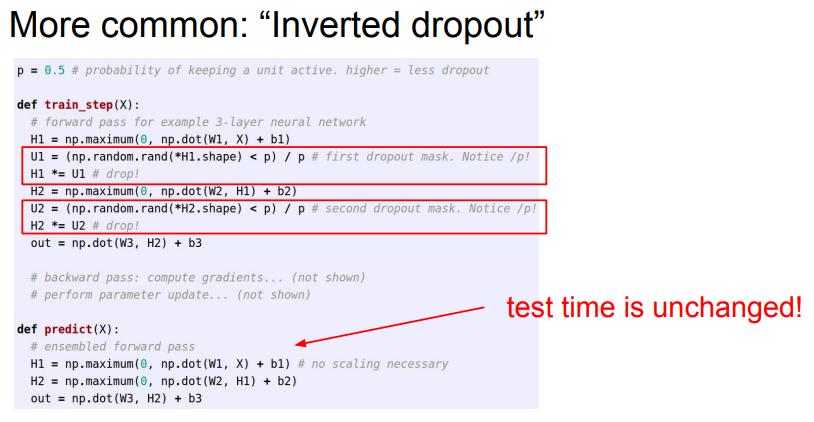 More common: “Inverted dropout”
p = 0.5 # probability of keeping a unit active. higher = less dropout
def train_step(X):
# forward pass for example 3-layer neural network
H1 = np.maximum(0, np.dot(W1, X) + b1)
U1 = (np.random.rand(*H1.shape) < p) / p # first dropout mask. Notice /p!
H1 *= U1 # drop!
H2 = np.maximum(0, np.dot(W2, H1) + b2)
U2 = (np.random.rand(*H2.shape) < p) / p # second dropout mask. Notice /p!
H2 *= U2 # drop!
out = np.dot(W3, H2) + b3
# backward pass: compute gradients... (not shown)
# perform parameter update... (not shown)
test time is unchanged!
def predict(X):
# ensembled forward pass
H1 = np.maximum(0, np.dot(W1, X) + b1) # no scaling necessary
H2 = np.maximum(0, np.dot(W2, H1) + b2)
out = np.dot(W3, H2) + b3